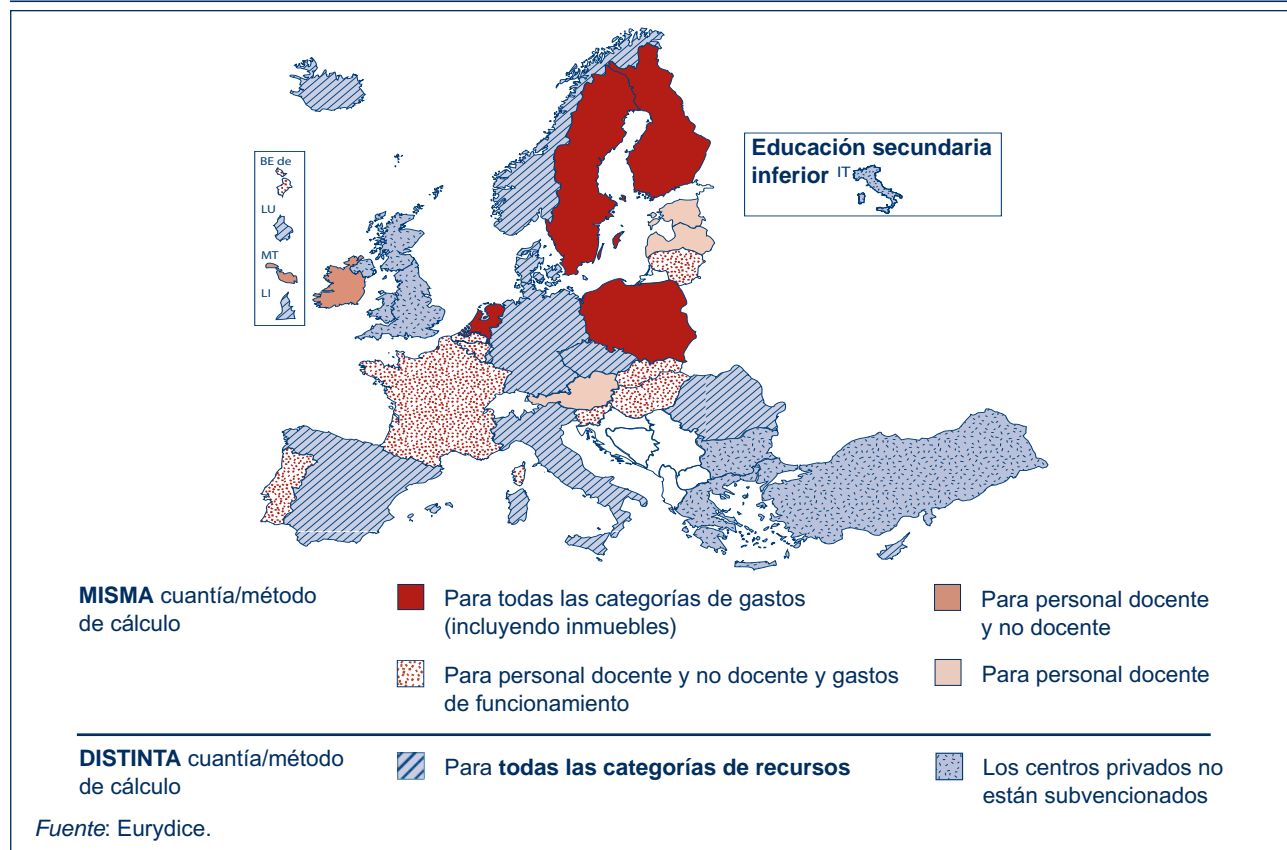 BE de
LU
MT
LI
Educación secundaria
inferior IT
MISMA cuantía/método
de cálculo
Para todas las categorías de gastos
(incluyendo inmuebles)
Para personal docente
y no docente
Para personal docente y no docente y gastos
de funcionamiento
Para personal docente
DISTINTA cuantía/método
de cálculo
Para todas las categorías de recursos
Los centros privados no
están subvencionados
Fuente: Eurydice.